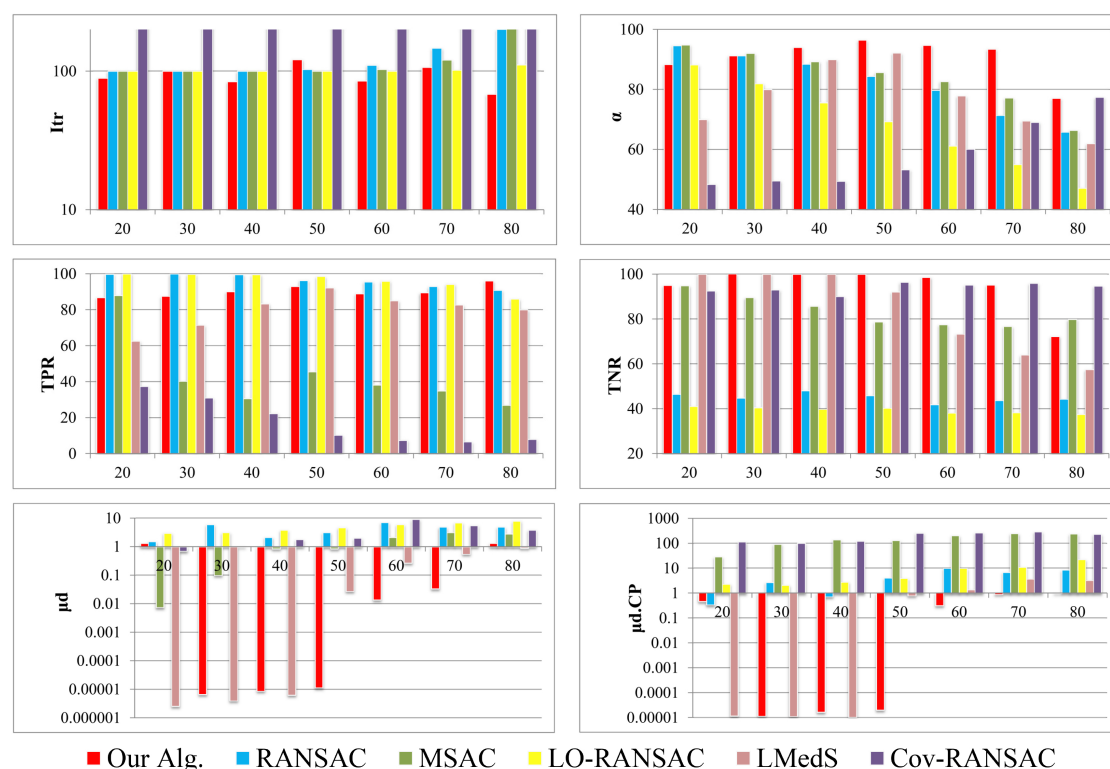 Itr
100
10
20 30 40 50 60 70 80
α
100
80
60
40
20 30 40 50 60 70 80
TPR
100
80
60
40
20
0
20 30 40 50 60 70 80
TNR
100
80
60
40
20
20 30 40 50 60 70 80
μd
10
1
0.1
0.01
0.001
0.0001
0.00001
0.000001
20 30 40 50 60 70 80
μd.CP
1000
100
10
1
0.1
0.01
0.001
0.0001
0.00001
20 30 40 50 60 70 80
Our Alg. RANSAC MSAC LO-RANSAC LMedS Cov-RANSAC